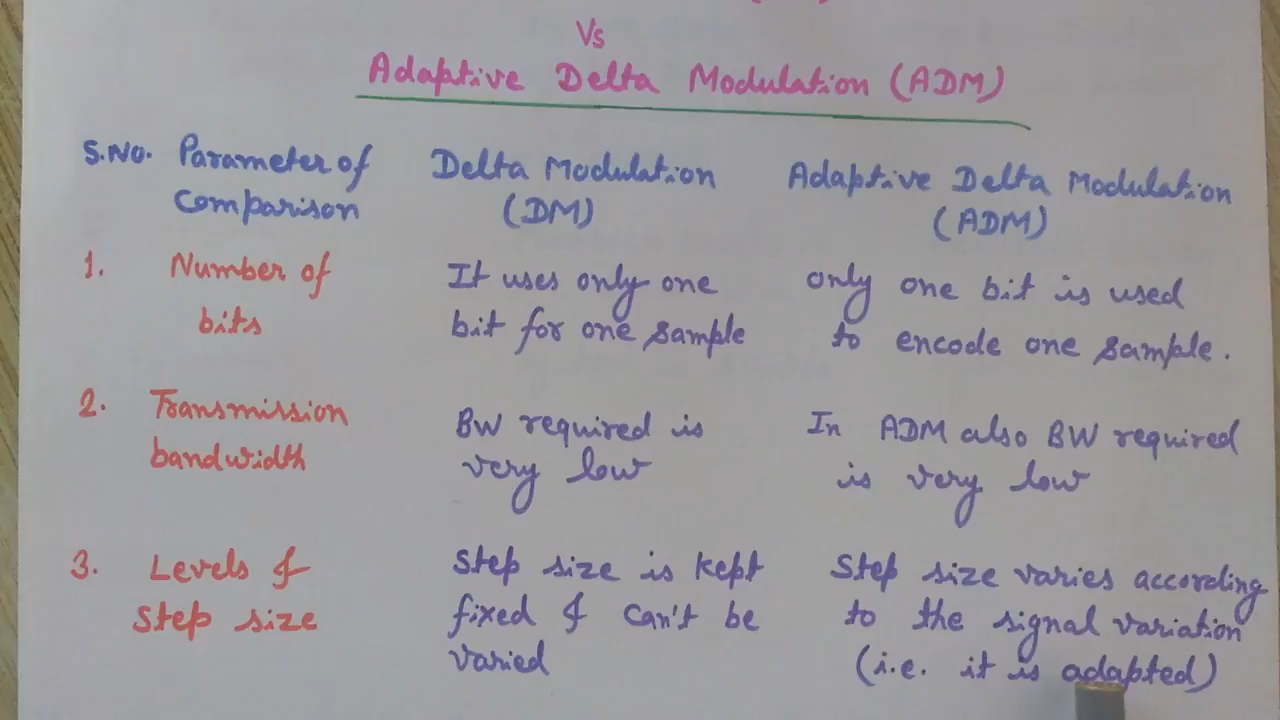 Vs
Adaptive Delta Modulation (ADM)
S.No. Parameter of Comparison
Delta Modulation (DM)
Adaptive Delta Modulation (ADM)
1. Number of bits
It uses only one
bit for one sample
only one bit is used
to encode one sample.
2. Transmission bandwidth
BW required is
very low
In ADM also BW required
is very low
3. Levels & Step size
Step size is kept
fixed & can't be
varied
Step size varies according
to the signal variation
(i.e. it is adapted)